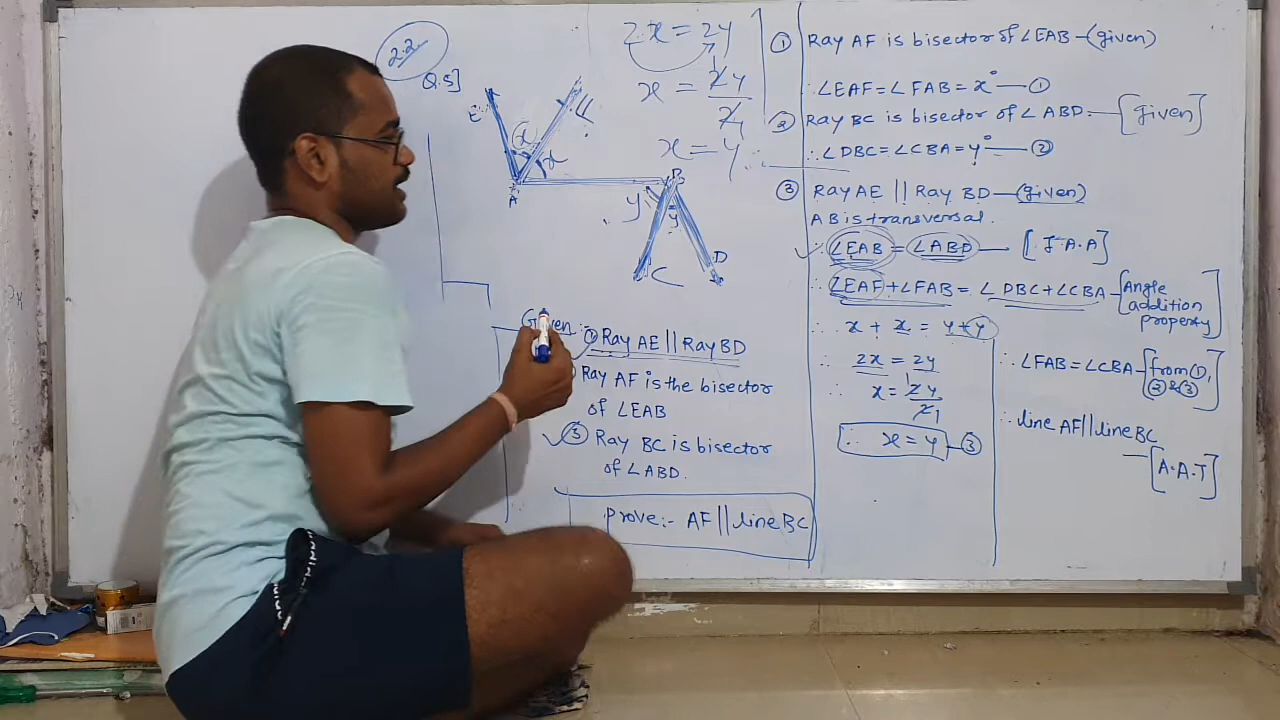 2.2
Q.5]
E
F
x
x
A
B
y
y
C
D
2x = 2y
x = 2y
2
x = y
Given:-
① Ray AE || Ray BD
Ray AF is the bisector
of ∠EAB
③ Ray BC is bisector
of ∠ABD.
prove:- AF || line BC
① Ray AF is bisector of ∠EAB-(given)
∴ ∠EAF = ∠FAB = x° — ①
② Ray BC is bisector of ∠ABD. — [given]
∴ ∠DBC = ∠CBA = y° — ②
③ Ray AE || Ray BD — (given)
AB is transversal.
∴ ∠EAB = ∠ABD — [I.A.A]
∴ ∠EAF + ∠FAB = ∠DBC + ∠CBA - [Angle
addition
property]
∴ x + x = y + y
∴ 2x = 2y
∴ x = 2y
2
∴ x = y — ③
∴ ∠FAB = ∠CBA - [from ①,
② & ③]
∴ line AF || line BC
— [A.A.T]